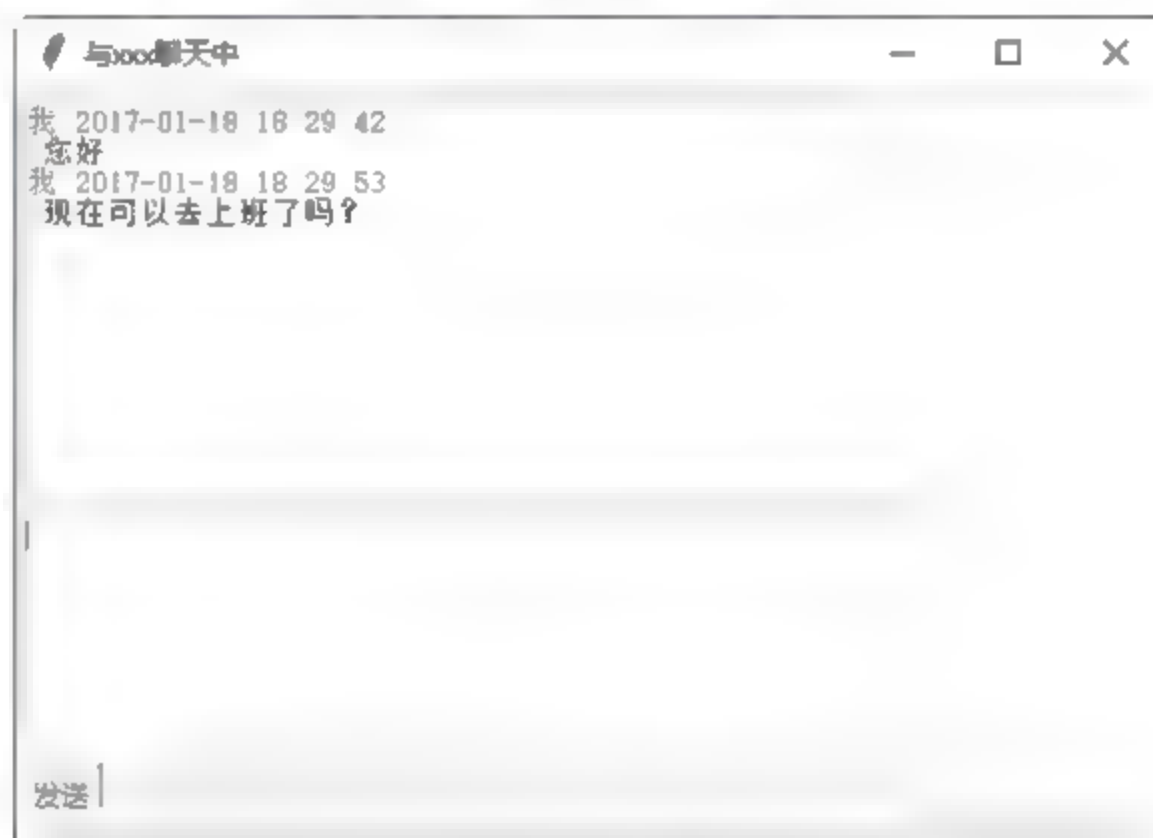 与xxx聊天中
我 2017-01-18 18 29 42
您好
我 2017-01-18 18 29 53
现在可以去上班了吗?
发送